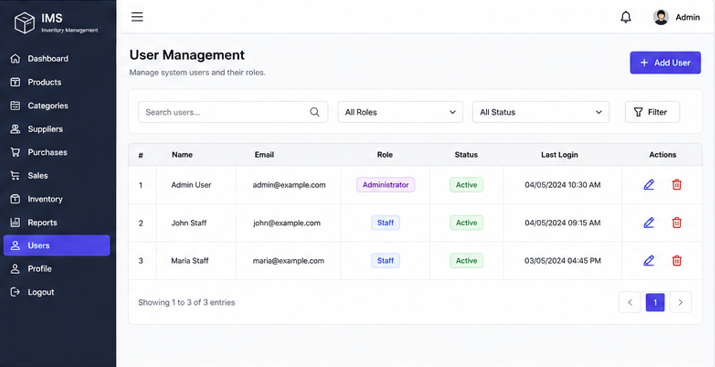 IMS
Inventory Management
Dashboard
Products
Categories
Suppliers
Purchases
Sales
Inventory
Reports
Users
Profile
Logout
Admin
User Management
Manage system users and their roles.
+ Add User
Search users...
All Roles
All Status
Filter
# Name Email Role Status Last Login Actions
1 Admin User admin@example.com Administrator Active 04/05/2024 10:30 AM
2 John Staff john@example.com Staff Active 04/05/2024 09:15 AM
3 Maria Staff maria@example.com Staff Active 03/05/2024 04:45 PM
Showing 1 to 3 of 3 entries
< 1 >